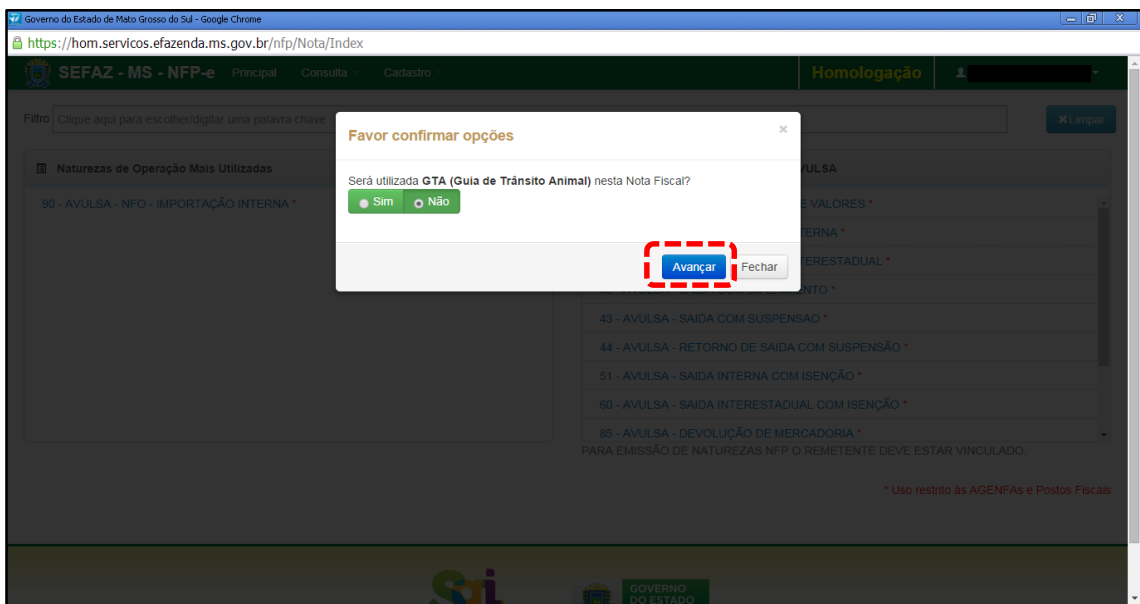 Governo do Estado de Mato Grosso do Sul - Google Chrome
https://hom.servicos.efazenda.ms.gov.br/nfp/Nota/Index
SEFAZ - MS - NFP-e Principal Consulta Cadastro Homologação
Filtro Clique aqui para escolher/digitar uma palavra chave Limpar
Favor confirmar opções ×
Será utilizada GTA (Guia de Trânsito Animal) nesta Nota Fiscal?
Sim Não
Avançar Fechar
Naturezas de Operação Mais Utilizadas
90 - AVULSA - NFO - IMPORTAÇÃO INTERNA *
VULSA
E VALORES *
TERNA *
TERESTADUAL *
ENTO *
43 - AVULSA - SAIDA COM SUSPENSAO *
44 - AVULSA - RETORNO DE SAIDA COM SUSPENSÃO *
51 - AVULSA - SAIDA INTERNA COM ISENÇÃO *
60 - AVULSA - SAIDA INTERESTADUAL COM ISENÇÃO *
85 - AVULSA - DEVOLUÇÃO DE MERCADORIA *
PARA EMISSÃO DE NATUREZAS NFP O REMETENTE DEVE ESTAR VINCULADO.
* Uso restrito às AGENFAs e Postos Fiscais
GOVERNO
DO ESTADO